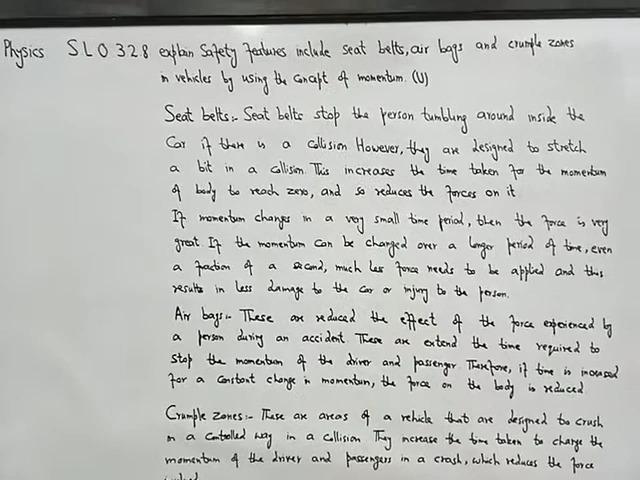 Physics SLO 328 explain Safety features include seat belts, air bags and crumple zones
in vehicles by using the concept of momentum. (U)
Seat belts:- Seat belts stop the person tumbling around inside the
Car if there is a collision However, they are designed to stretch
a bit in a collision. This increases the time taken for the momentum
of body to reach zero, and so reduces the forces on it
If momentum changes in a very small time period, then the force is very
great. If the momentum can be changed over a longer period of time, even
a fraction of a second, much less force needs to be applied and this
results in less damage to the car or injury to the person.
Air bags:- These are reduced the effect of the force experienced by
a person during an accident. These are extend the time required to
stop the momentum of the driver and passenger Therefore, if time is increased
for a constant change in momentum, the force on the body is reduced
Crumple zones:- These are areas of a vehicle that are designed to crush
in a controlled way in a collision They increase the time taken to change the
momentum of the driver and passengers in a crash, which reduces the force